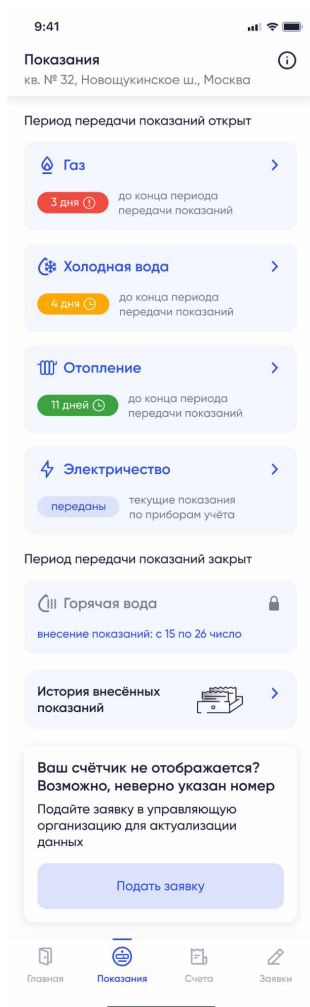 9:41
Показания
кв. № 32, Новощукинское ш., Москва
Период передачи показаний открыт
Газ
3 дня
до конца периода
передачи показаний
Холодная вода
4 дня
до конца периода
передачи показаний
Отопление
11 дней
до конца периода
передачи показаний
Электричество
переданы
текущие показания
по приборам учёта
Период передачи показаний закрыт
Горячая вода
внесение показаний: с 15 по 26 число
История внесённых
показаний
Ваш счётчик не отображается?
Возможно, неверно указан номер
Подайте заявку в управляющую
организацию для актуализации
данных
Подать заявку
Главная
Показания
Счета
Заявки